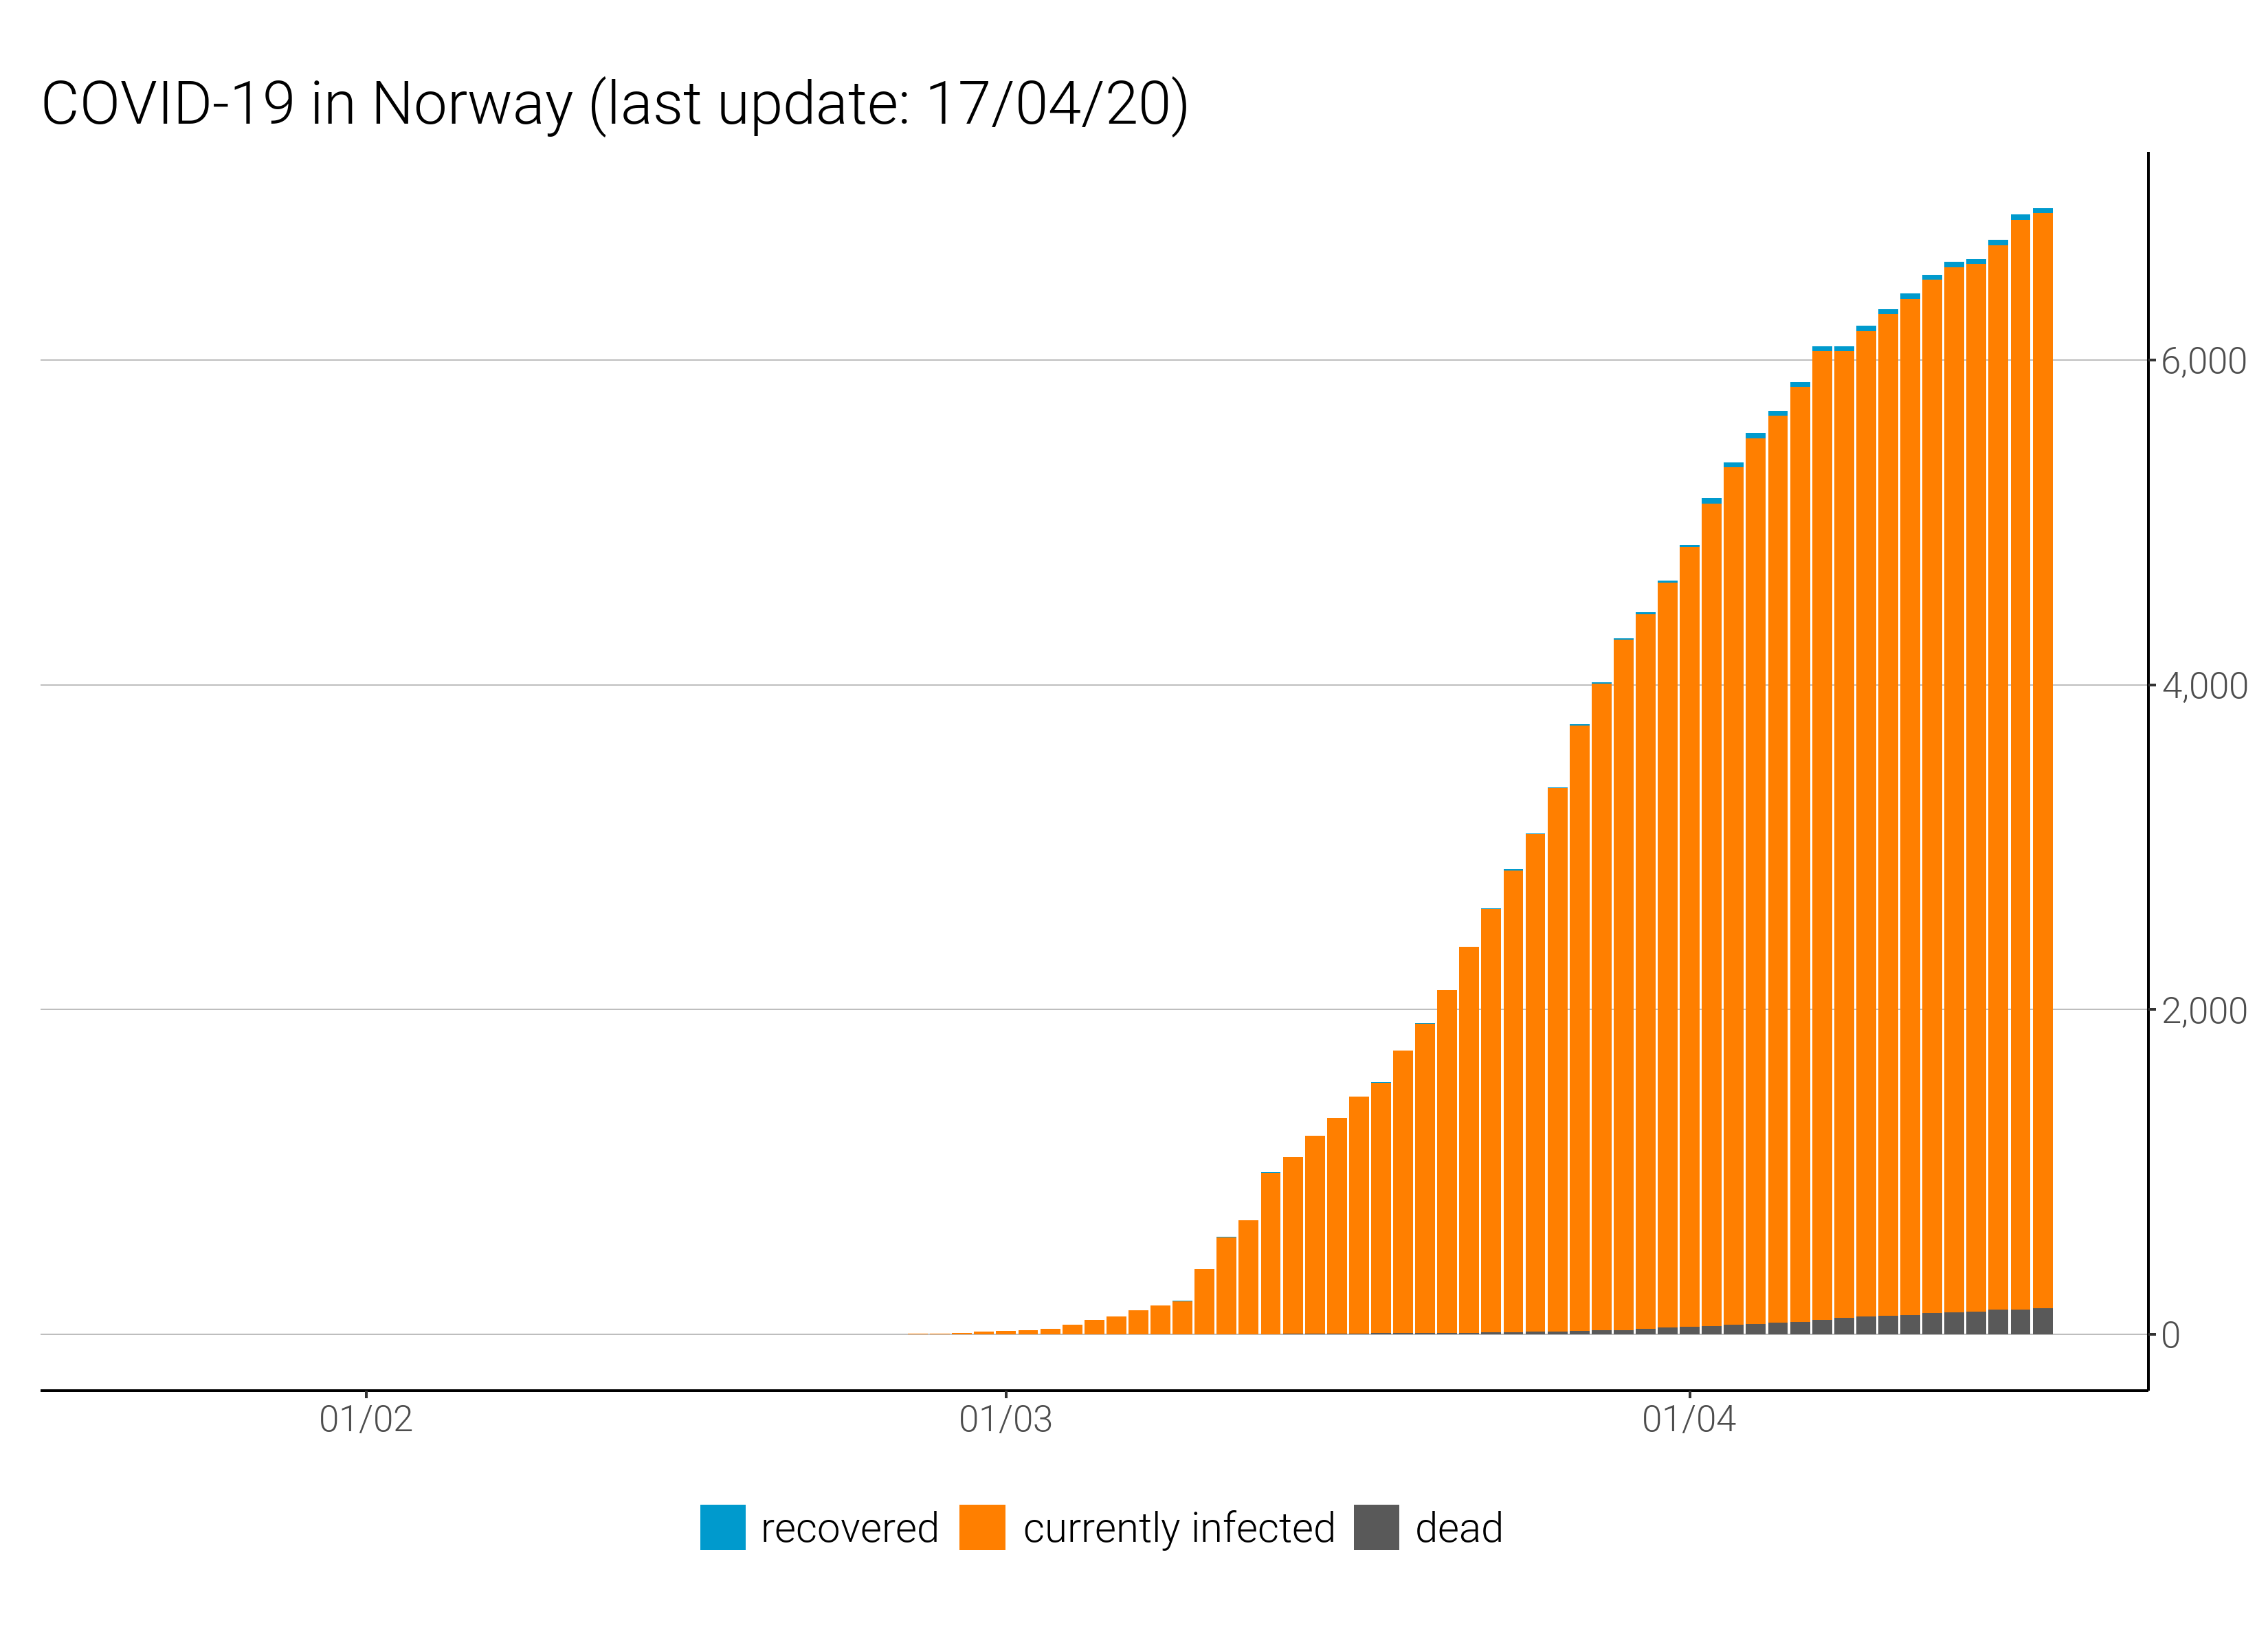 COVID-19 in Norway (last update: 17/04/20)
6,000
4,000
2,000
0
01/02 01/03 01/04
recovered currently infected dead